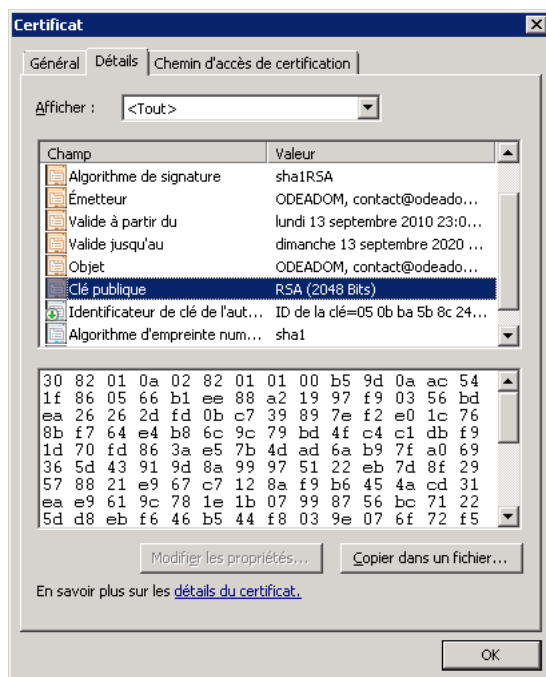 Certificat
Général Détails Chemin d'accès de certification
Afficher : <Tout>
Champ Valeur
Algorithme de signature sha1RSA
Émetteur ODEADOM, contact@odeado...
Valide à partir du lundi 13 septembre 2010 23:0...
Valide jusqu'au dimanche 13 septembre 2020 ...
Objet ODEADOM, contact@odeado...
Clé publique RSA (2048 Bits)
Identificateur de clé de l'aut... ID de la clé=05 0b ba 5b 8c 24...
Algorithme d'empreinte num... sha1
30 82 01 0a 02 82 01 01 00 b5 9d 0a ac 54
1f 86 05 66 b1 ee 88 a2 19 97 f9 03 56 bd
ea 26 26 2d fd 0b c7 39 89 7e f2 e0 1c 76
8b f7 64 e4 b8 6c 9c 79 bd 4f c4 c1 db f9
1d 70 fd 86 3a e5 7b 4d ad 6a b9 7f a0 69
36 5d 43 91 9d 8a 99 97 51 22 eb 7d 8f 29
57 88 21 e9 67 c7 12 8a f9 b6 45 4a cd 31
ea e9 61 9c 78 1e 1b 07 99 87 56 bc 71 22
5d d8 eb f6 46 b5 44 f8 03 9e 07 6f 72 f5
Modifier les propriétés... Copier dans un fichier...
En savoir plus sur les détails du certificat.
OK